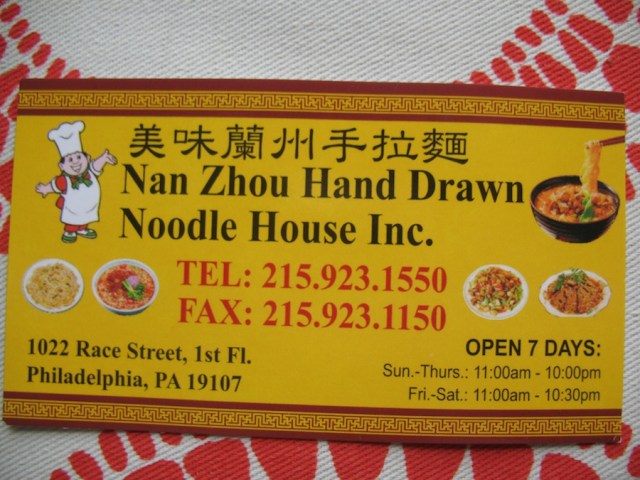 美味蘭州手拉麵
Nan Zhou Hand Drawn
Noodle House Inc.
TEL: 215.923.1550
FAX: 215.923.1150
1022 Race Street, 1st Fl.
Philadelphia, PA 19107
OPEN 7 DAYS:
Sun.-Thurs.: 11:00am - 10:00pm
Fri.-Sat.: 11:00am - 10:30pm